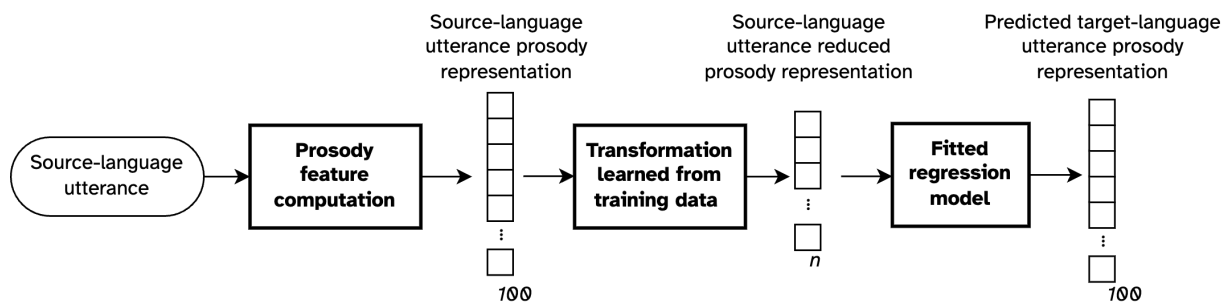 Source-language
utterance
Prosody
feature
computation
Source-language
utterance prosody
representation
100
Transformation
learned from
training data
Source-language
utterance reduced
prosody representation
n
Fitted
regression
model
Predicted target-language
utterance prosody
representation
100